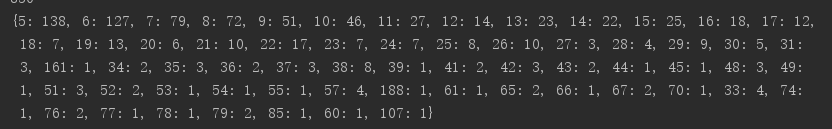 {5: 138, 6: 127, 7: 79, 8: 72, 9: 51, 10: 46, 11: 27, 12: 14, 13: 23, 14: 22, 15: 25, 16: 18, 17: 12,
18: 7, 19: 13, 20: 6, 21: 10, 22: 17, 23: 7, 24: 7, 25: 8, 26: 10, 27: 3, 28: 4, 29: 9, 30: 5, 31:
3, 161: 1, 34: 2, 35: 3, 36: 2, 37: 3, 38: 8, 39: 1, 41: 2, 42: 3, 43: 2, 44: 1, 45: 1, 48: 3, 49:
1, 51: 3, 52: 2, 53: 1, 54: 1, 55: 1, 57: 4, 188: 1, 61: 1, 65: 2, 66: 1, 67: 2, 70: 1, 33: 4, 74:
1, 76: 2, 77: 1, 78: 1, 79: 2, 85: 1, 60: 1, 107: 1}